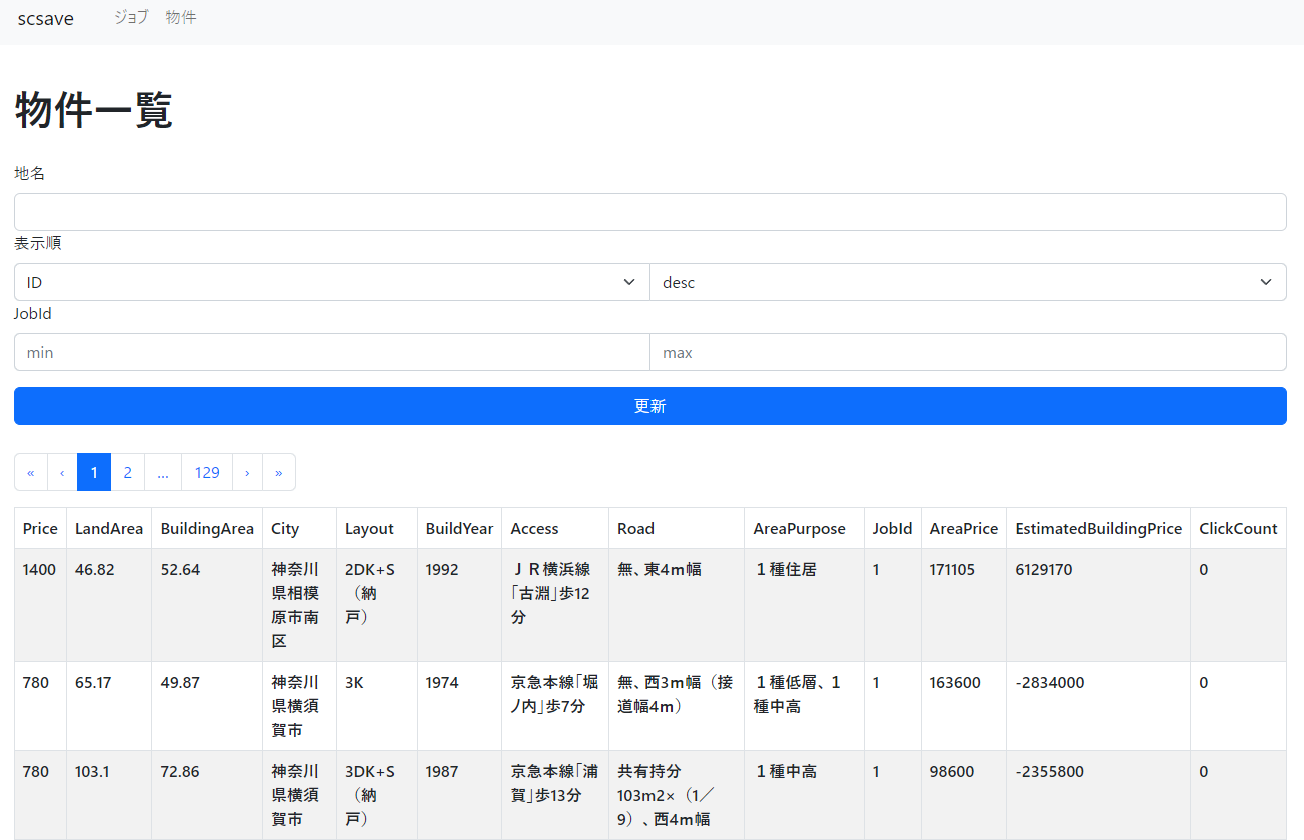 scsave ジョブ 物件
物件一覧
地名
表示順
ID desc
JobId
min max
更新
« ‹ 1 2 ... 129 › »
Price LandArea BuildingArea City Layout BuildYear Access Road AreaPurpose JobId AreaPrice EstimatedBuildingPrice ClickCount
1400 46.82 52.64 神奈川 2DK+S 1992 ＪＲ横浜線 無、東4ｍ幅 １種住居 1 171105 6129170 0
県相模 （納 「古淵」歩12
原市南 戸） 分
区
780 65.17 49.87 神奈川 3K 1974 京急本線「堀 無、西3ｍ幅（接 １種低層、１ 1 163600 -2834000 0
県横須 ノ内」歩7分 道幅4ｍ） 種中高
賀市
780 103.1 72.86 神奈川 3DK+S 1987 京急本線「浦 共有持分 １種中高 1 98600 -2355800 0
県横須 （納 賀」歩13分 103m2×（1／
賀市 戸） 9）、西4ｍ幅